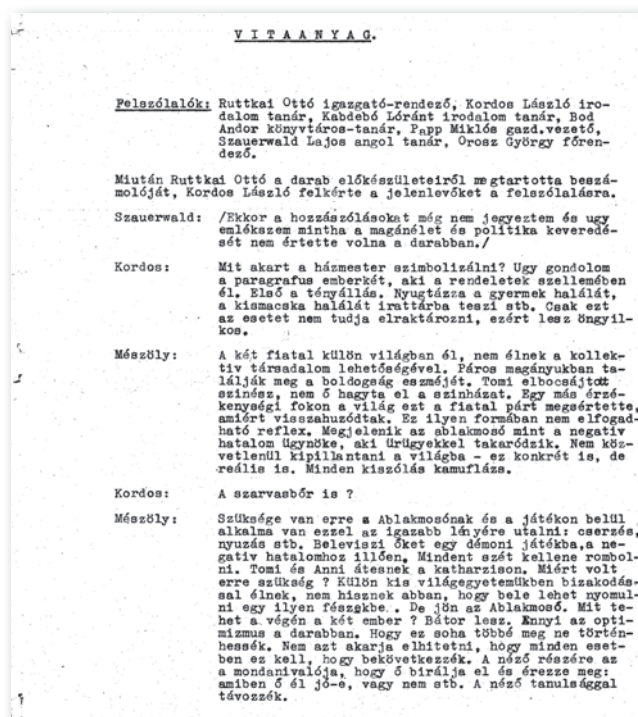 V I T A A N Y A G.
Felszólalók: Ruttkai Ottó igazgató-rendező, Kordos László iro-
dalom tanár, Kabdebó Lóránt irodalom tanár, Bod
Andor könyvtáros-tanár, Papp Miklós gazd.vezető,
Szauerwald Lajos angol tanár, Orosz György főren-
dező.
Miután Ruttkai Ottó a darab előkészületeiről megtartotta beszá-
molóját, Kordos László felkérte a jelenlevőket a felszólalásra.
Szauerwald: /Ekkor a hozzászólásokat még nem jegyeztem és ugy
emlékszem mintha a magánélet és politika keveredé-
sét nem értette volna a darabban./
Kordos: Mit akart a házmester szimbolizálni? Ugy gondolom
a paragrafus emberkét, aki a rendeletek szellemében
él. Első a tényállás. Nyugtázza a gyermek halálát,
a kismacska halálát irattárba teszi stb. Csak ezt
az esetet nem tudja elraktározni, ezért lesz öngyil-
kos.
Mészöly: A két fiatal külön világban él, nem élnek a kollek-
tiv társadalom lehetőségével. Páros magányukban ta-
lálják meg a boldogság eszméjét. Tomi elbocsájtott
szinész, nem ő hagyta el a szinházat. Egy más érzé-
kenységi fokon a világ ezt a fiatal párt megsértette,
amiért visszahuzódtak. Ez ilyen formában nem elfogad-
ható reflex. Megjelenik az ablakmosó mint a negativ
hatalom ügynöke, aki ürügyekkel takaródzik. Nem köz-
vetlenül kipillantani a világba - ez konkrét is, de
reális is. Minden kiszólás kamuflázs.
Kordos: A szarvasbőr is ?
Mészöly: Szüksége van erre a Ablakmosónak és a játékon belül
alkalma van ezzel az igazabb lényére utalni: cserzés,
nyuzás stb. Beleviszi őket egy démoni játékba,a ne-
gativ hatalomhoz illően. Mindent szét kellene rombol-
ni. Tomi és Anni átesnek a katharzison. Miért volt
erre szükség ? Külön kis világegyetemükben bizakodás-
sal élnek, nem hisznek abban, hogy bele lehet nyomul-
ni egy ilyen fészekbe.. De jön az Ablakmosó. Mit te-
het a végén a két ember ? Bátor lesz. Ennyi az opti-
mizmus a darabban. Hogy ez soha többé meg ne történ-
hessék. Nem azt akarja elhitetni, hogy minden eset-
ben ez kell, hogy bekövetkezzék. A néző részére az
a mondanivalója, hogy ő birálja el és érezze meg:
amiben ő él jó-e, vagy nem stb. A néző tanulsággal
távozzék.